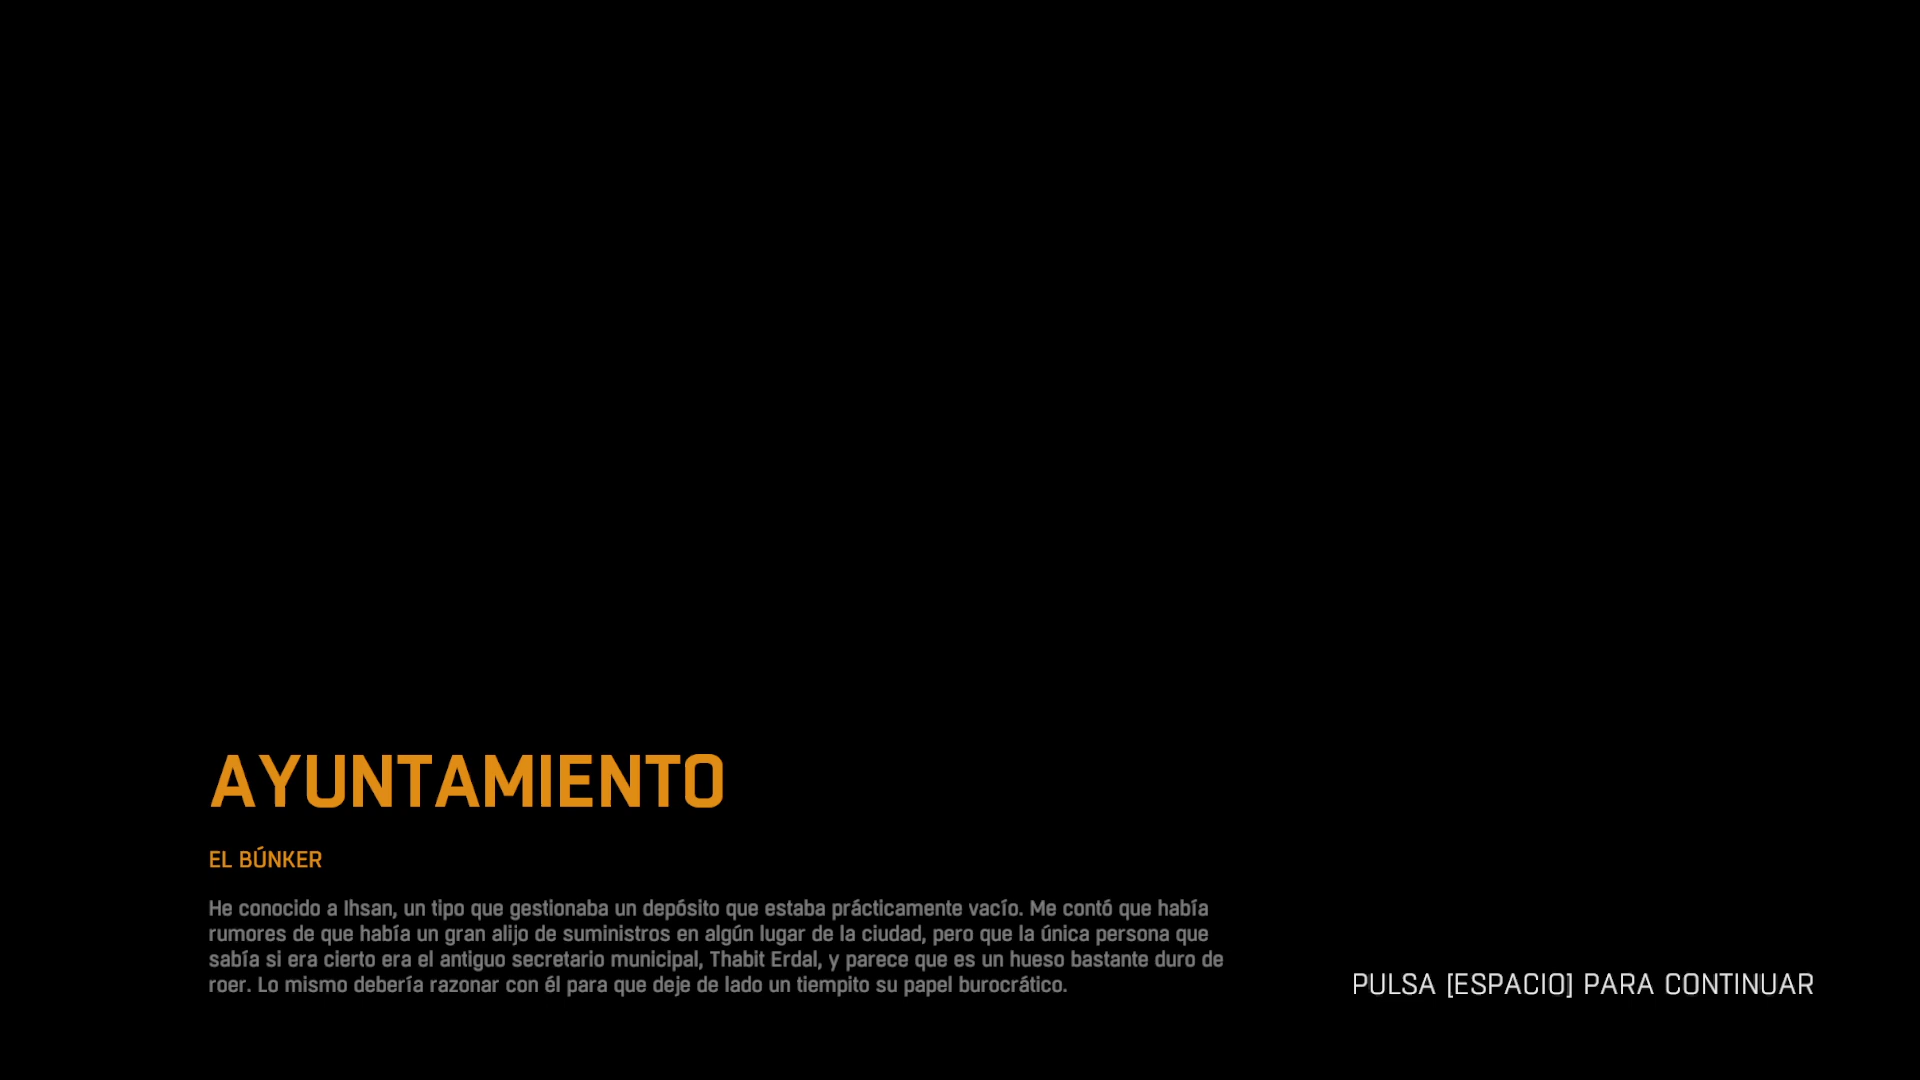 AYUNTAMIENTO
EL BÚNKER
He conocido a Ihsan, un tipo que gestionaba un depósito que estaba prácticamente vacío. Me contó que había
rumores de que había un gran alijo de suministros en algún lugar de la ciudad, pero que la única persona que
sabía si era cierto era el antiguo secretario municipal, Thabit Erdal, y parece que es un hueso bastante duro de
roer. Lo mismo debería razonar con él para que deje de lado un tiempito su papel burocrático.
PULSA [ESPACIO] PARA CONTINUAR